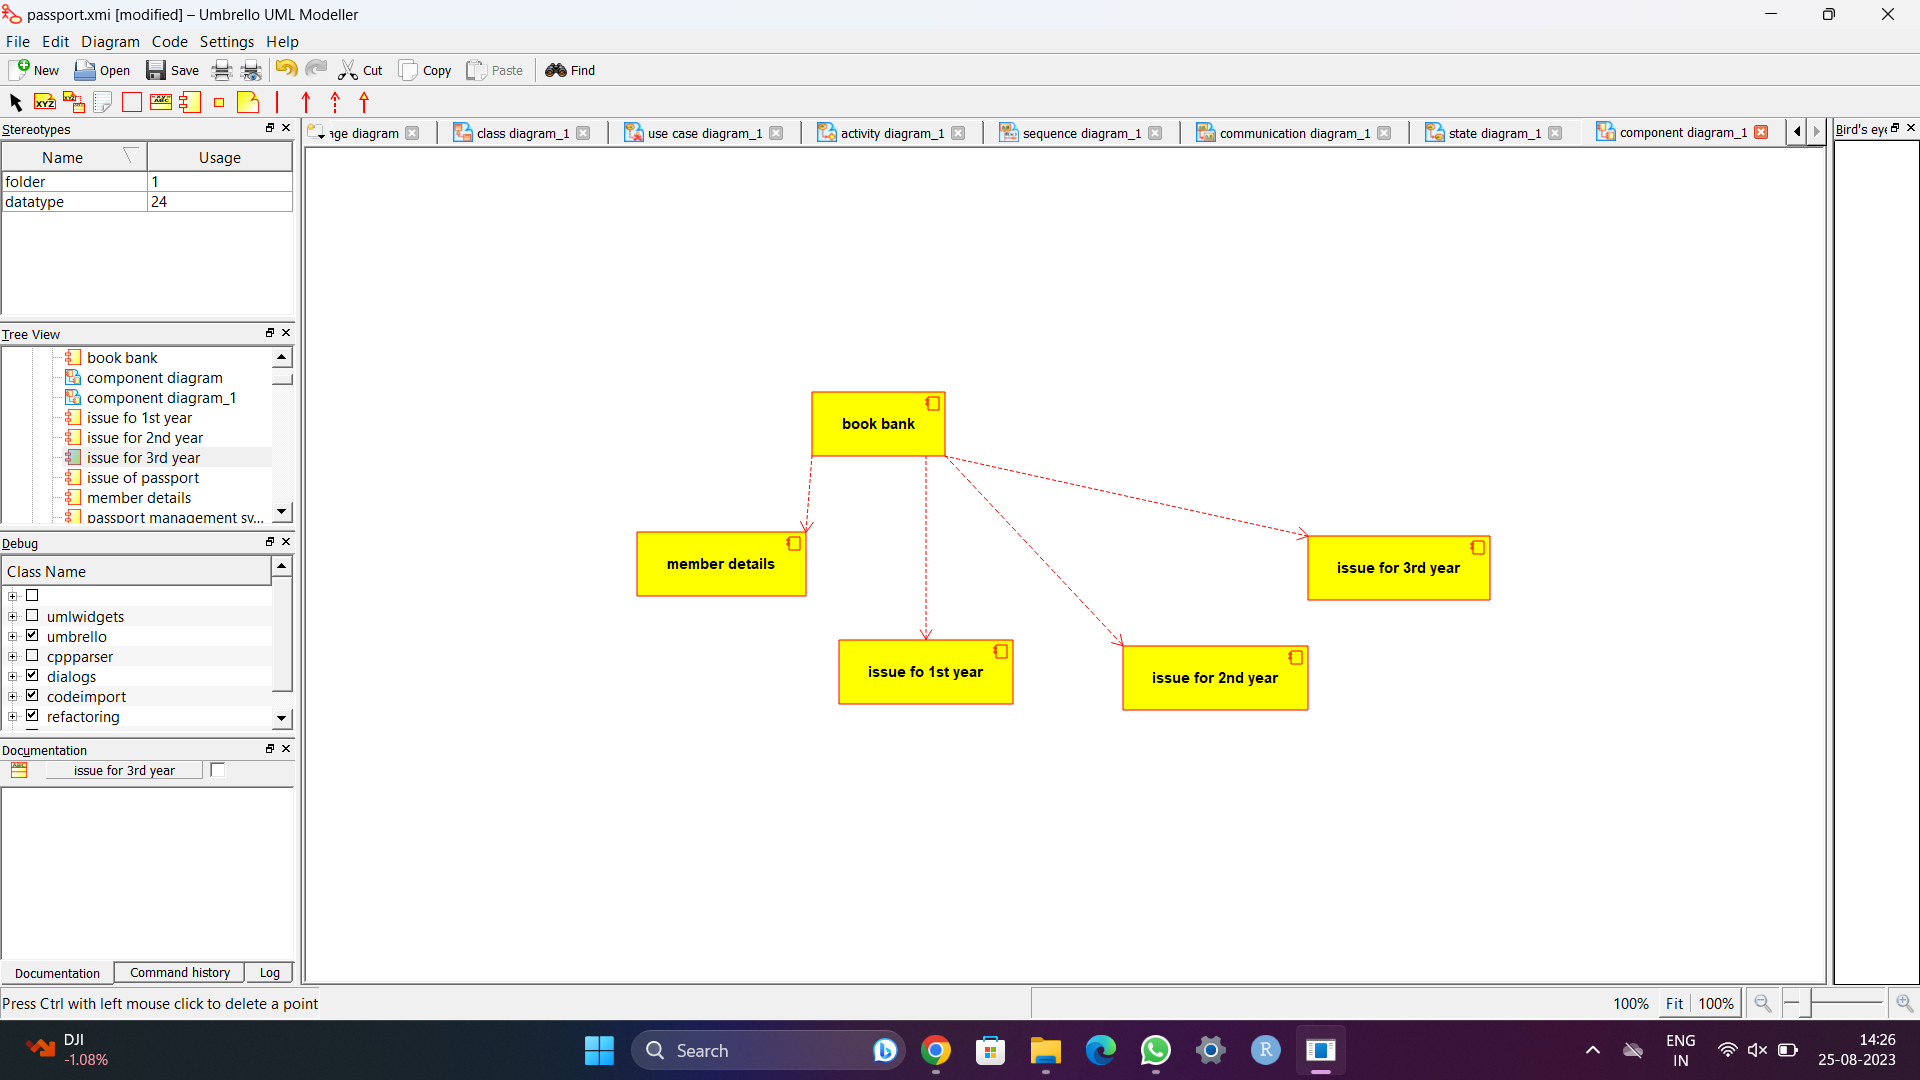 passport.xmi [modified] – Umbrello UML Modeller
File Edit Diagram Code Settings Help
New Open Save Cut Copy Paste Find
XYZ
Stereotypes
Name Usage
folder 1
datatype 24
Tree View
book bank
component diagram
component diagram_1
issue fo 1st year
issue for 2nd year
issue for 3rd year
issue of passport
member details
passport management sy...
Debug
Class Name
umlwidgets
umbrello
cppparser
dialogs
codeimport
refactoring
Documentation
issue for 3rd year
Documentation Command history Log
age diagram class diagram_1 use case diagram_1 activity diagram_1 sequence diagram_1 communication diagram_1 state diagram_1 component diagram_1
Bird's eye
book bank
member details
issue for 3rd year
issue fo 1st year
issue for 2nd year
Press Ctrl with left mouse click to delete a point
100% Fit 100%
DJI
-1.08%
Search
R
ENG
IN
14:26
25-08-2023